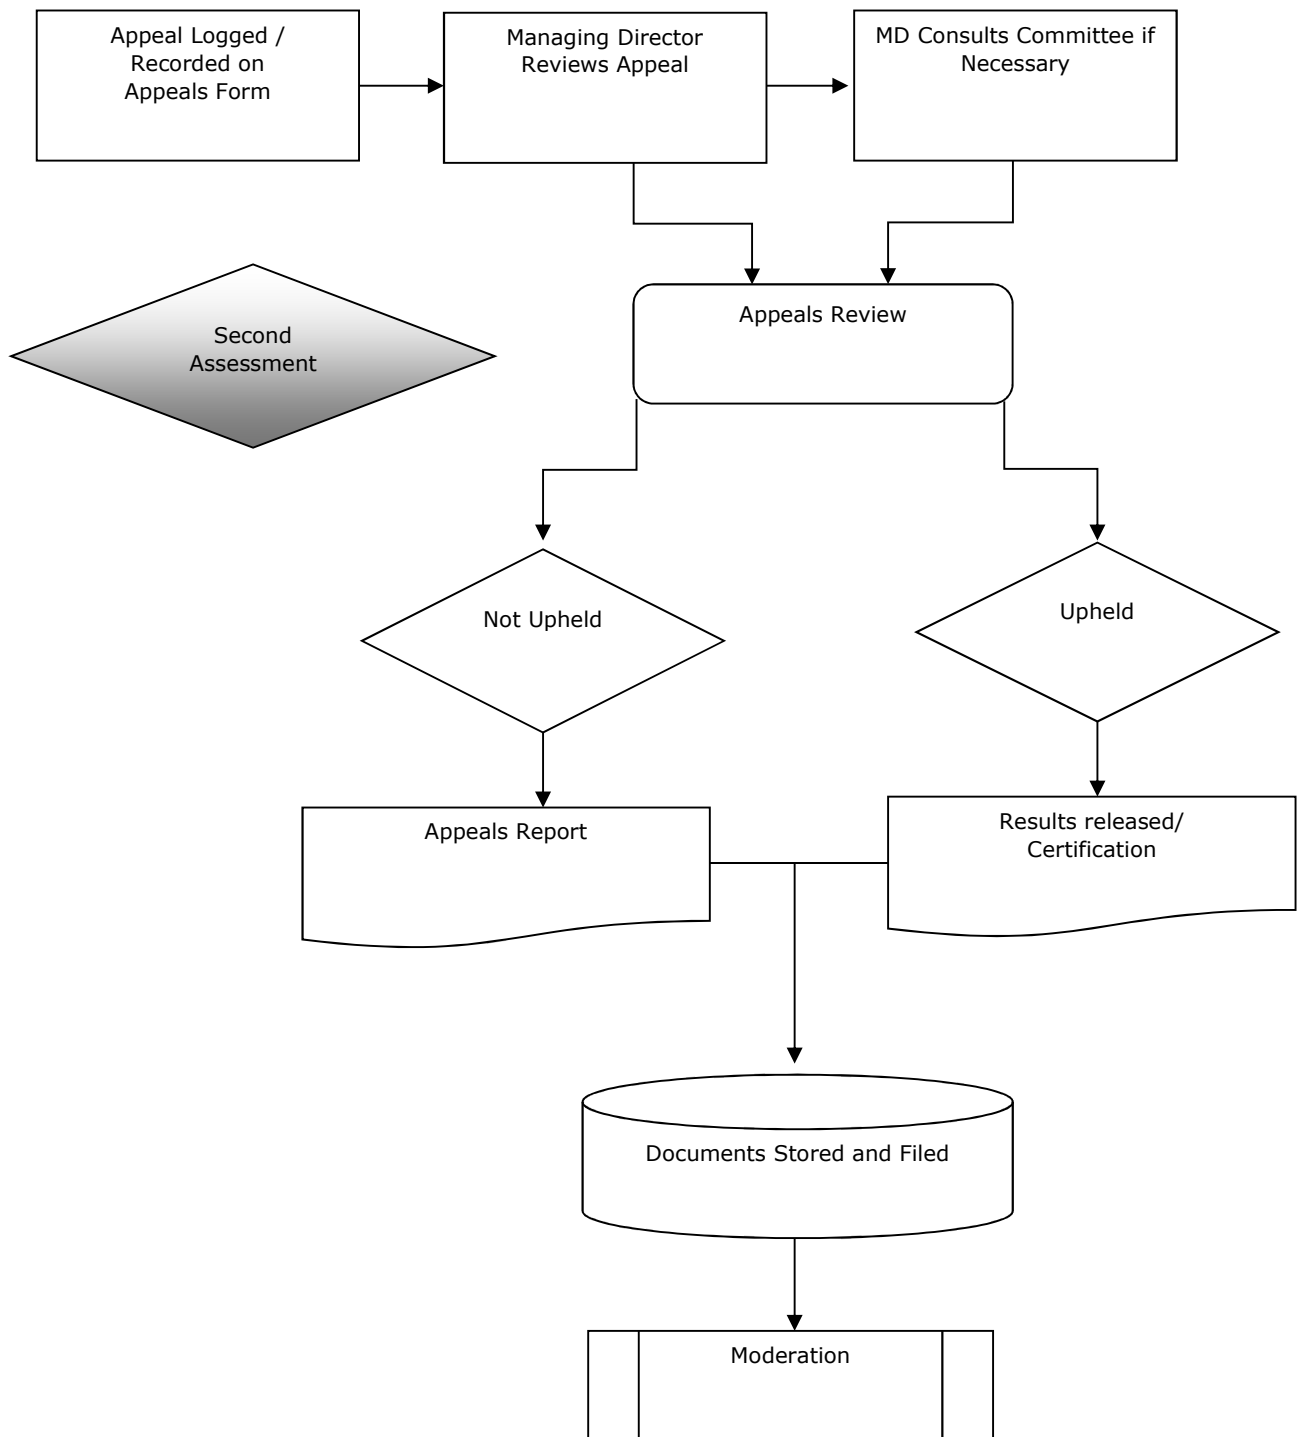 Appeal Logged /
Recorded on
Appeals Form
Managing Director
Reviews Appeal
MD Consults Committee if
Necessary
Second
Assessment
Appeals Review
Not Upheld
Upheld
Appeals Report
Results released/
Certification
Documents Stored and Filed
Moderation